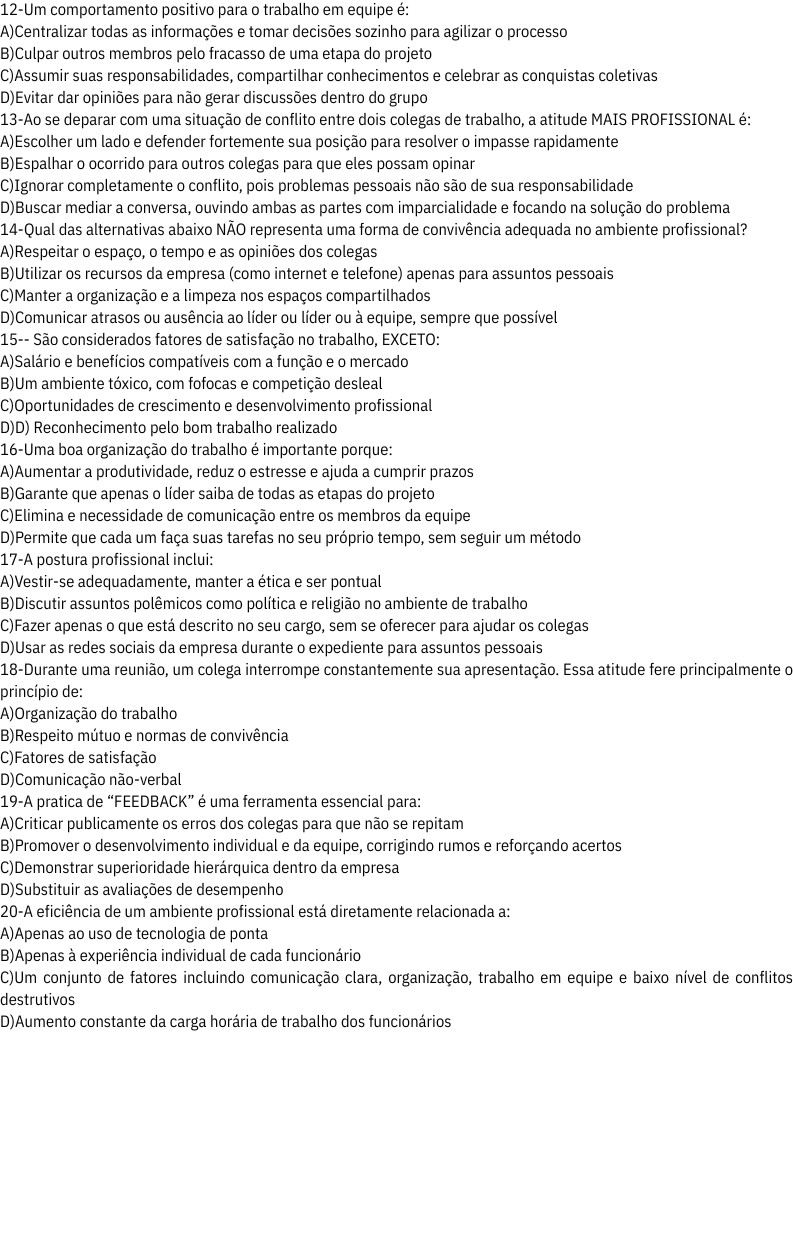 12-Um comportamento positivo para o trabalho em equipe é:
A)Centralizar todas as informações e tomar decisões sozinho para agilizar o processo
B)Culpar outros membros pelo fracasso de uma etapa do projeto
C)Assumir suas responsabilidades, compartilhar conhecimentos e celebrar as conquistas coletivas
D)Evitar dar opiniões para não gerar discussões dentro do grupo
13-Ao se deparar com uma situação de conflito entre dois colegas de trabalho, a atitude MAIS PROFISSIONAL é:
A)Escolher um lado e defender fortemente sua posição para resolver o impasse rapidamente
B)Espalhar o ocorrido para outros colegas para que eles possam opinar
C)Ignorar completamente o conflito, pois problemas pessoais não são de sua responsabilidade
D)Buscar mediar a conversa, ouvindo ambas as partes com imparcialidade e focando na solução do problema
14-Qual das alternativas abaixo NÃO representa uma forma de convivência adequada no ambiente profissional?
A)Respeitar o espaço, o tempo e as opiniões dos colegas
B)Utilizar os recursos da empresa (como internet e telefone) apenas para assuntos pessoais
C)Manter a organização e a limpeza nos espaços compartilhados
D)Comunicar atrasos ou ausência ao líder ou líder ou à equipe, sempre que possível
15-- São considerados fatores de satisfação no trabalho, EXCETO:
A)Salário e benefícios compatíveis com a função e o mercado
B)Um ambiente tóxico, com fofocas e competição desleal
C)Oportunidades de crescimento e desenvolvimento profissional
D)D) Reconhecimento pelo bom trabalho realizado
16-Uma boa organização do trabalho é importante porque:
A)Aumentar a produtividade, reduz o estresse e ajuda a cumprir prazos
B)Garante que apenas o líder saiba de todas as etapas do projeto
C)Elimina e necessidade de comunicação entre os membros da equipe
D)Permite que cada um faça suas tarefas no seu próprio tempo, sem seguir um método
17-A postura profissional inclui:
A)Vestir-se adequadamente, manter a ética e ser pontual
B)Discutir assuntos polêmicos como política e religião no ambiente de trabalho
C)Fazer apenas o que está descrito no seu cargo, sem se oferecer para ajudar os colegas
D)Usar as redes sociais da empresa durante o expediente para assuntos pessoais
18-Durante uma reunião, um colega interrompe constantemente sua apresentação. Essa atitude fere principalmente o
princípio de:
A)Organização do trabalho
B)Respeito mútuo e normas de convivência
C)Fatores de satisfação
D)Comunicação não-verbal
19-A pratica de “FEEDBACK” é uma ferramenta essencial para:
A)Criticar publicamente os erros dos colegas para que não se repitam
B)Promover o desenvolvimento individual e da equipe, corrigindo rumos e reforçando acertos
C)Demonstrar superioridade hierárquica dentro da empresa
D)Substituir as avaliações de desempenho
20-A eficiência de um ambiente profissional está diretamente relacionada a:
A)Apenas ao uso de tecnologia de ponta
B)Apenas à experiência individual de cada funcionário
C)Um conjunto de fatores incluindo comunicação clara, organização, trabalho em equipe e baixo nível de conflitos
destrutivos
D)Aumento constante da carga horária de trabalho dos funcionários